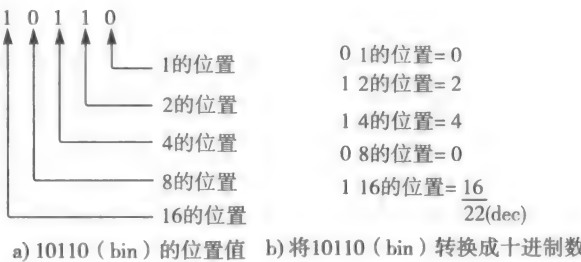 1 0 1 1 0
1的位置
2的位置
4的位置
8的位置
16的位置
a) 10110（bin）的位置值
0 1的位置= 0
1 2的位置= 2
1 4的位置= 4
0 8的位置= 0
1 16的位置= 16
22(dec)
b) 将10110（bin）转换成十进制数